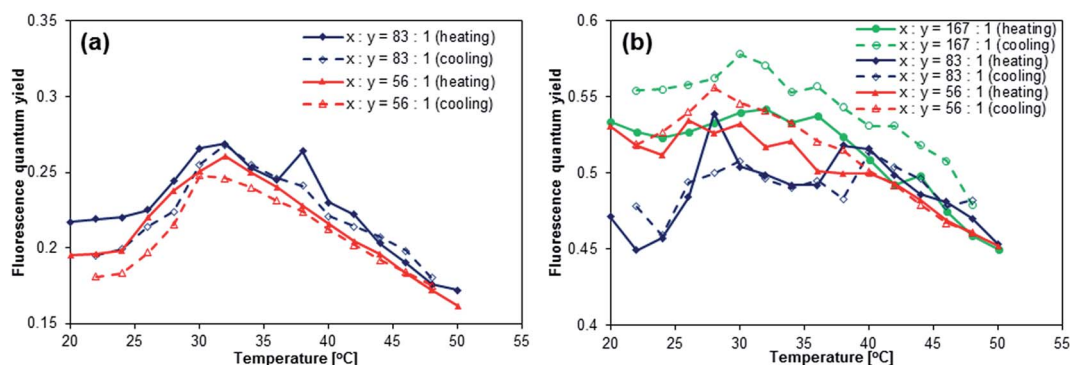 (a)
Fluorescence quantum yield
0.35
0.3
0.25
0.2
0.15
20 25 30 35 40 45 50 55
Temperature [°C]
x : y = 83 : 1 (heating)
x : y = 83 : 1 (cooling)
x : y = 56 : 1 (heating)
x : y = 56 : 1 (cooling)
(b)
Fluorescence quantum yield
0.6
0.55
0.5
0.45
0.4
20 25 30 35 40 45 50 55
Temperature [°C]
x : y = 167 : 1 (heating)
x : y = 167 : 1 (cooling)
x : y = 83 : 1 (heating)
x : y = 83 : 1 (cooling)
x : y = 56 : 1 (heating)
x : y = 56 : 1 (cooling)